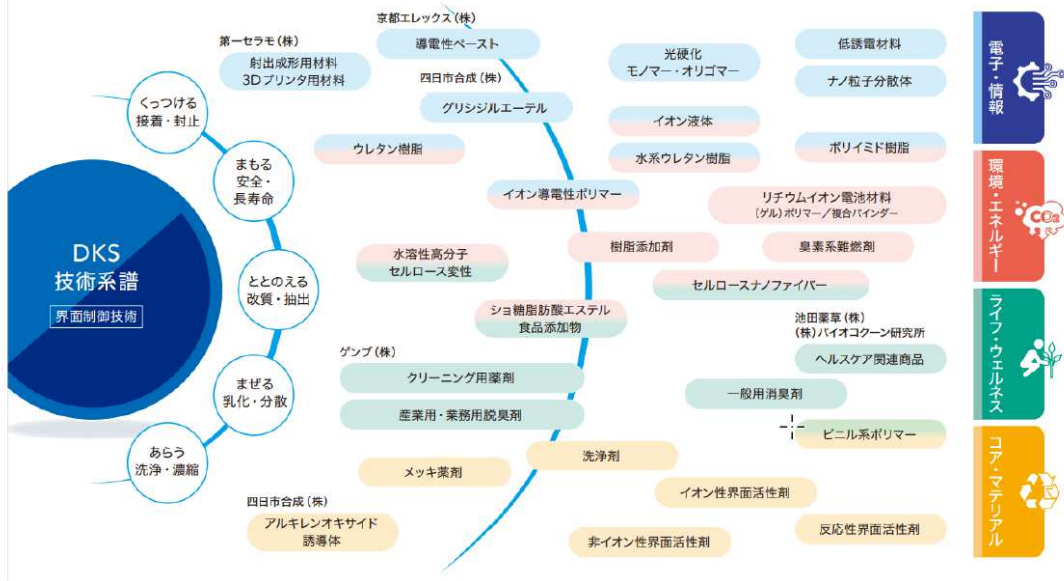 DKS
技術系譜
界面制御技術
くっつける
接着・封止
まもる
安全・
長寿命
ととのえる
改質・抽出
まぜる
乳化・分散
あらう
洗浄・濃縮
京都エレックス(株)
導電性ペースト
第一セラモ(株)
射出成形用材料
3Dプリンタ用材料
四日市合成(株)
グリシジルエーテル
光硬化
モノマー・オリゴマー
低誘電材料
ナノ粒子分散体
イオン液体
ウレタン樹脂
水系ウレタン樹脂
ポリイミド樹脂
イオン導電性ポリマー
リチウムイオン電池材料
(ゲル)ポリマー/複合バインダー
樹脂添加剤
臭素系難燃剤
水溶性高分子
セルロース変性
セルロースナノファイバー
ショ糖脂肪酸エステル
食品添加物
池田薬草(株)
(株)バイオコクーン研究所
ヘルスケア関連商品
ゲンブ(株)
クリーニング用薬剤
一般用消臭剤
産業用・業務用脱臭剤
ビニル系ポリマー
洗浄剤
メッキ薬剤
イオン性界面活性剤
四日市合成(株)
アルキレンオキサイド
誘導体
非イオン性界面活性剤
反応性界面活性剤
電子・情報
環境・エネルギー
CO2
ライフ・ウェルネス
コア・マテリアル